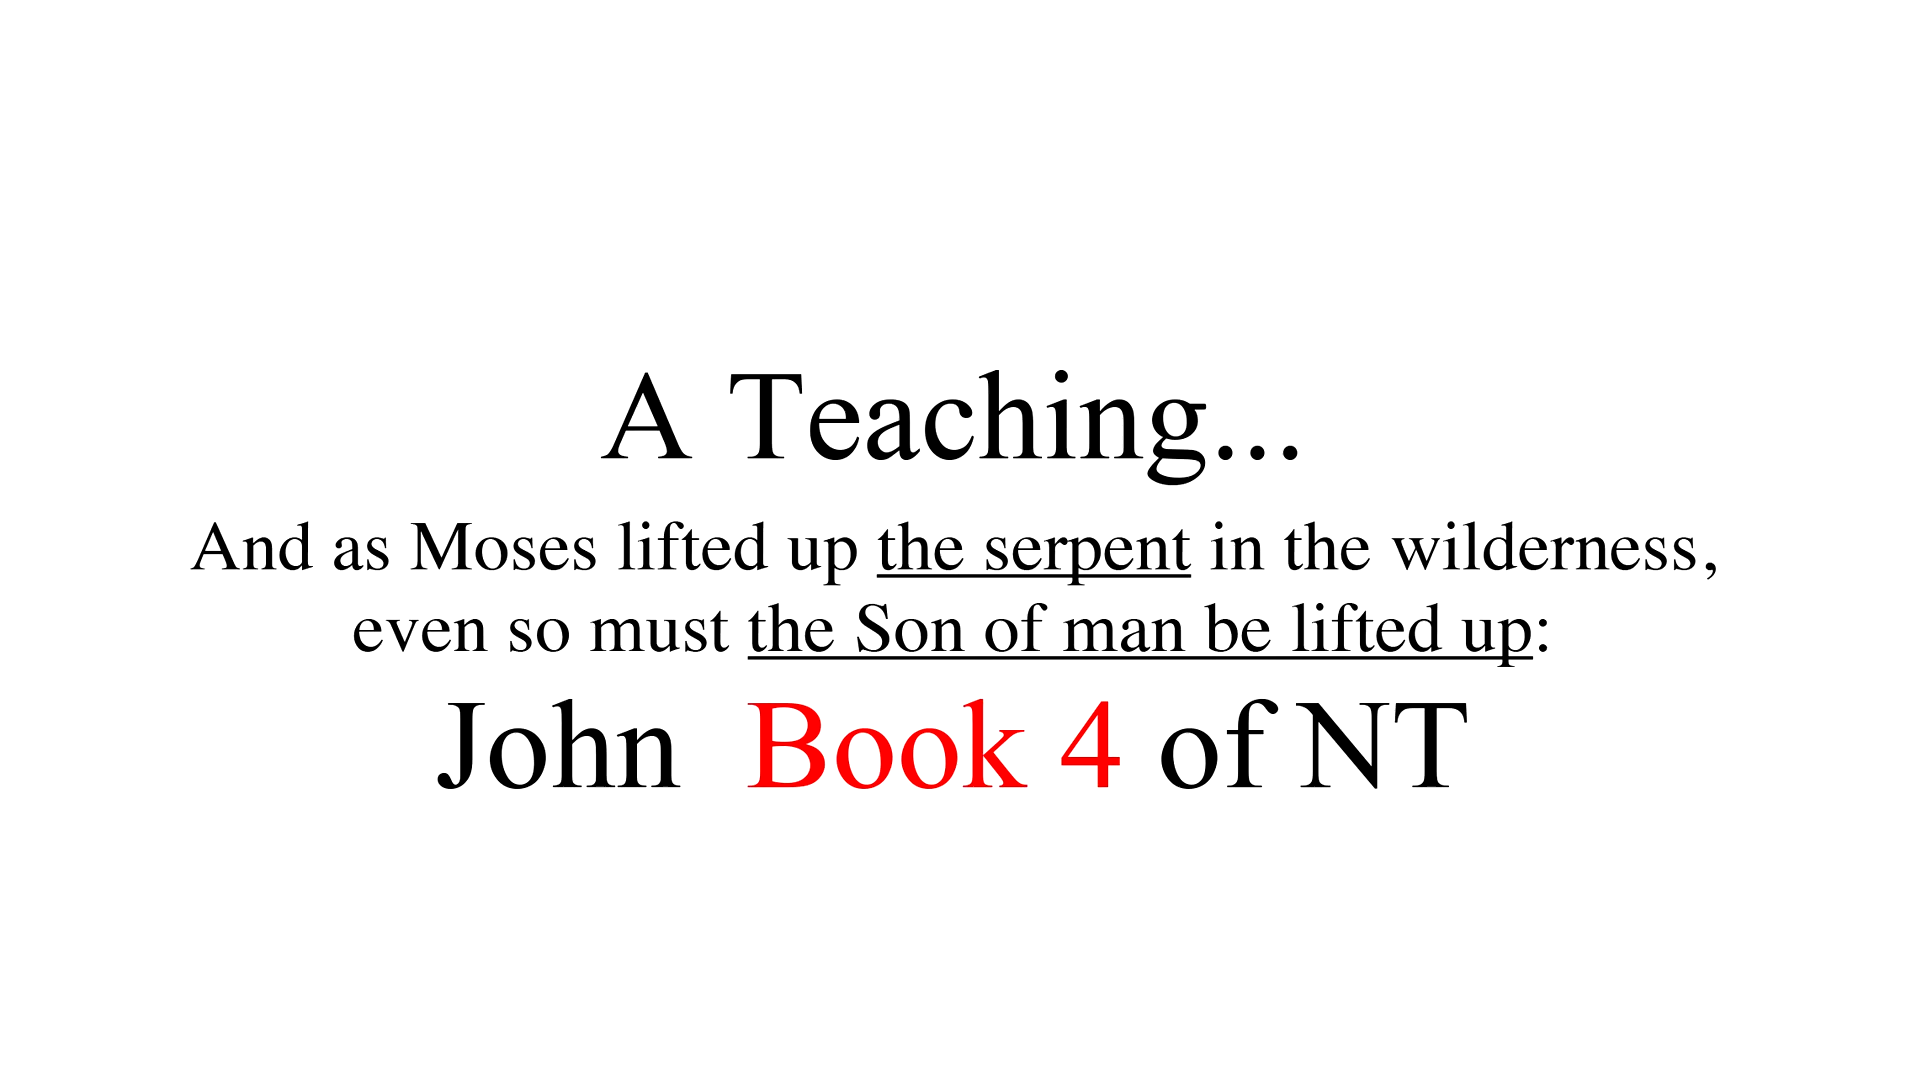 A Teaching...
And as Moses lifted up the serpent in the wilderness,
even so must the Son of man be lifted up:
John  Book 4 of NT